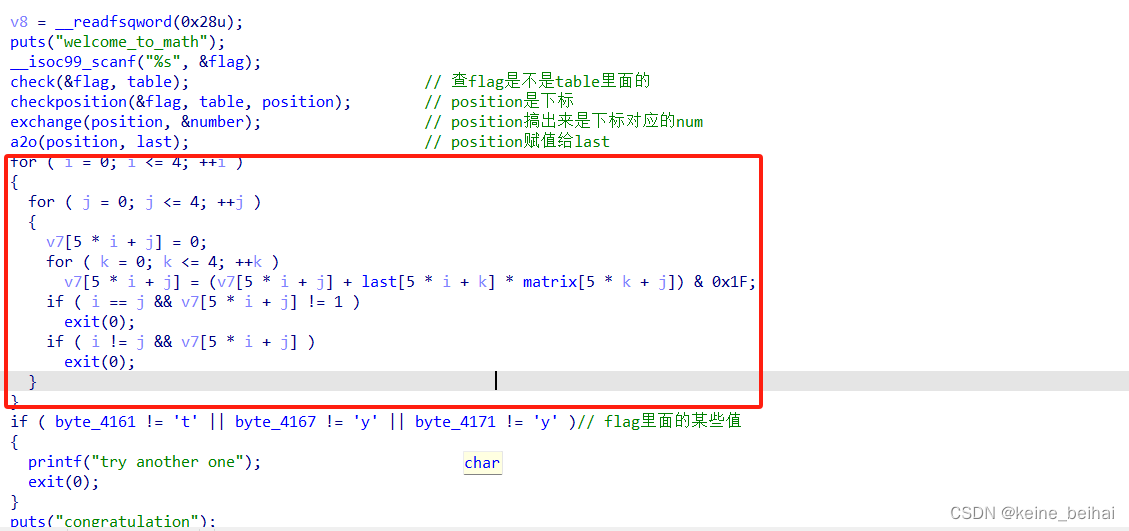 v8 = __readfsqword(0x28u);
puts("welcome_to_math");
__isoc99_scanf("%s", &flag);
check(&flag, table); // 查flag是不是table里面的
checkposition(&flag, table, position); // position是下标
exchange(position, &number); // position搞出来是下标对应的num
a2o(position, last); // position赋值给last
for ( i = 0; i <= 4; ++i )
{
for ( j = 0; j <= 4; ++j )
{
v7[5 * i + j] = 0;
for ( k = 0; k <= 4; ++k )
v7[5 * i + j] = (v7[5 * i + j] + last[5 * i + k] * matrix[5 * k + j]) & 0x1F;
if ( i == j && v7[5 * i + j] != 1 )
exit(0);
if ( i != j && v7[5 * i + j] )
exit(0);
}
}
if ( byte_4161 != 't' || byte_4167 != 'y' || byte_4171 != 'y' )// flag里面的某些值
{
printf("try another one");
char
exit(0);
}
puts("congratulation");
CSDN @keine_beihai